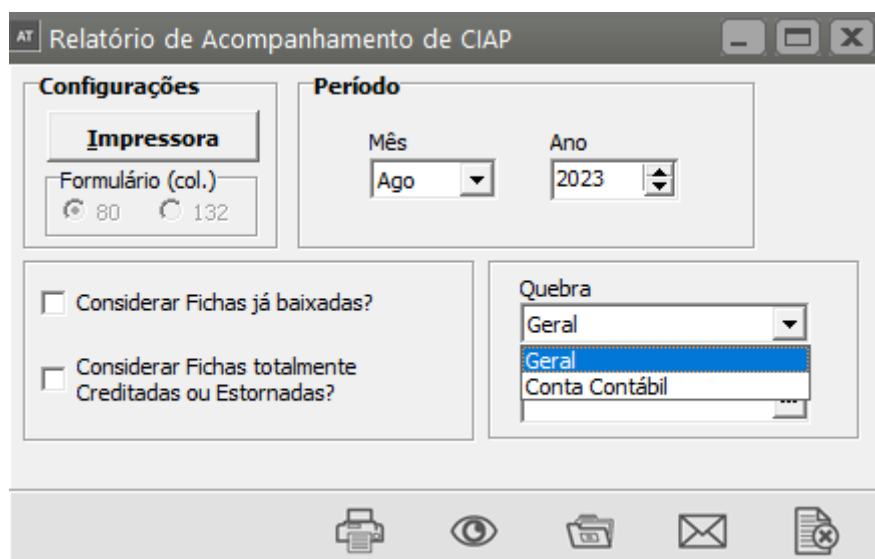 AT Relatório de Acompanhamento de CIAP
Configurações
Impressora
Formulário (col.)
80 132
Período
Mês Ano
Ago 2023
Considerar Fichas já baixadas?
Considerar Fichas totalmente
Creditadas ou Estornadas?
Quebra
Geral
Geral
Conta Contábil
...